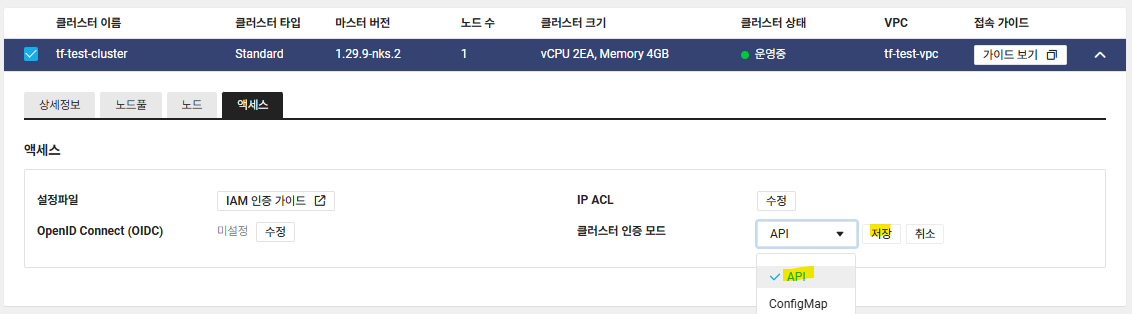 클러스터 이름 클러스터 타입 마스터 버전 노드 수 클러스터 크기 클러스터 상태 VPC 접속 가이드
tf-test-cluster Standard 1.29.9-nks.2 1 vCPU 2EA, Memory 4GB 운영중 tf-test-vpc 가이드 보기
상세정보 노드풀 노드 액세스
액세스
설정파일 IAM 인증 가이드 IP ACL 수정
OpenID Connect (OIDC) 미설정 수정 클러스터 인증 모드 API 저장 취소
API
ConfigMap